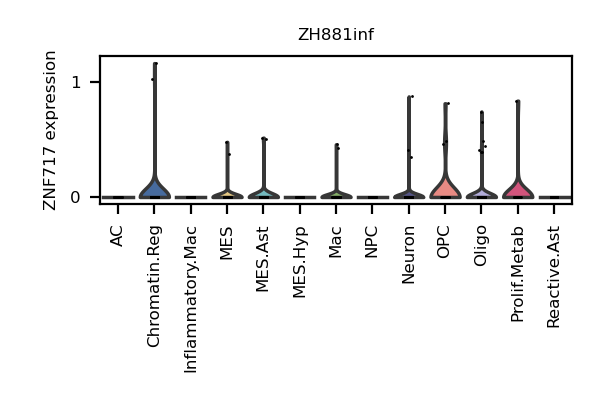 ZH881inf
ZNF717 expression
1
0
AC
Chromatin.Reg
Inflammatory.Mac
MES
MES.Ast
MES.Hyp
Mac
NPC
Neuron
OPC
Oligo
Prolif.Metab
Reactive.Ast